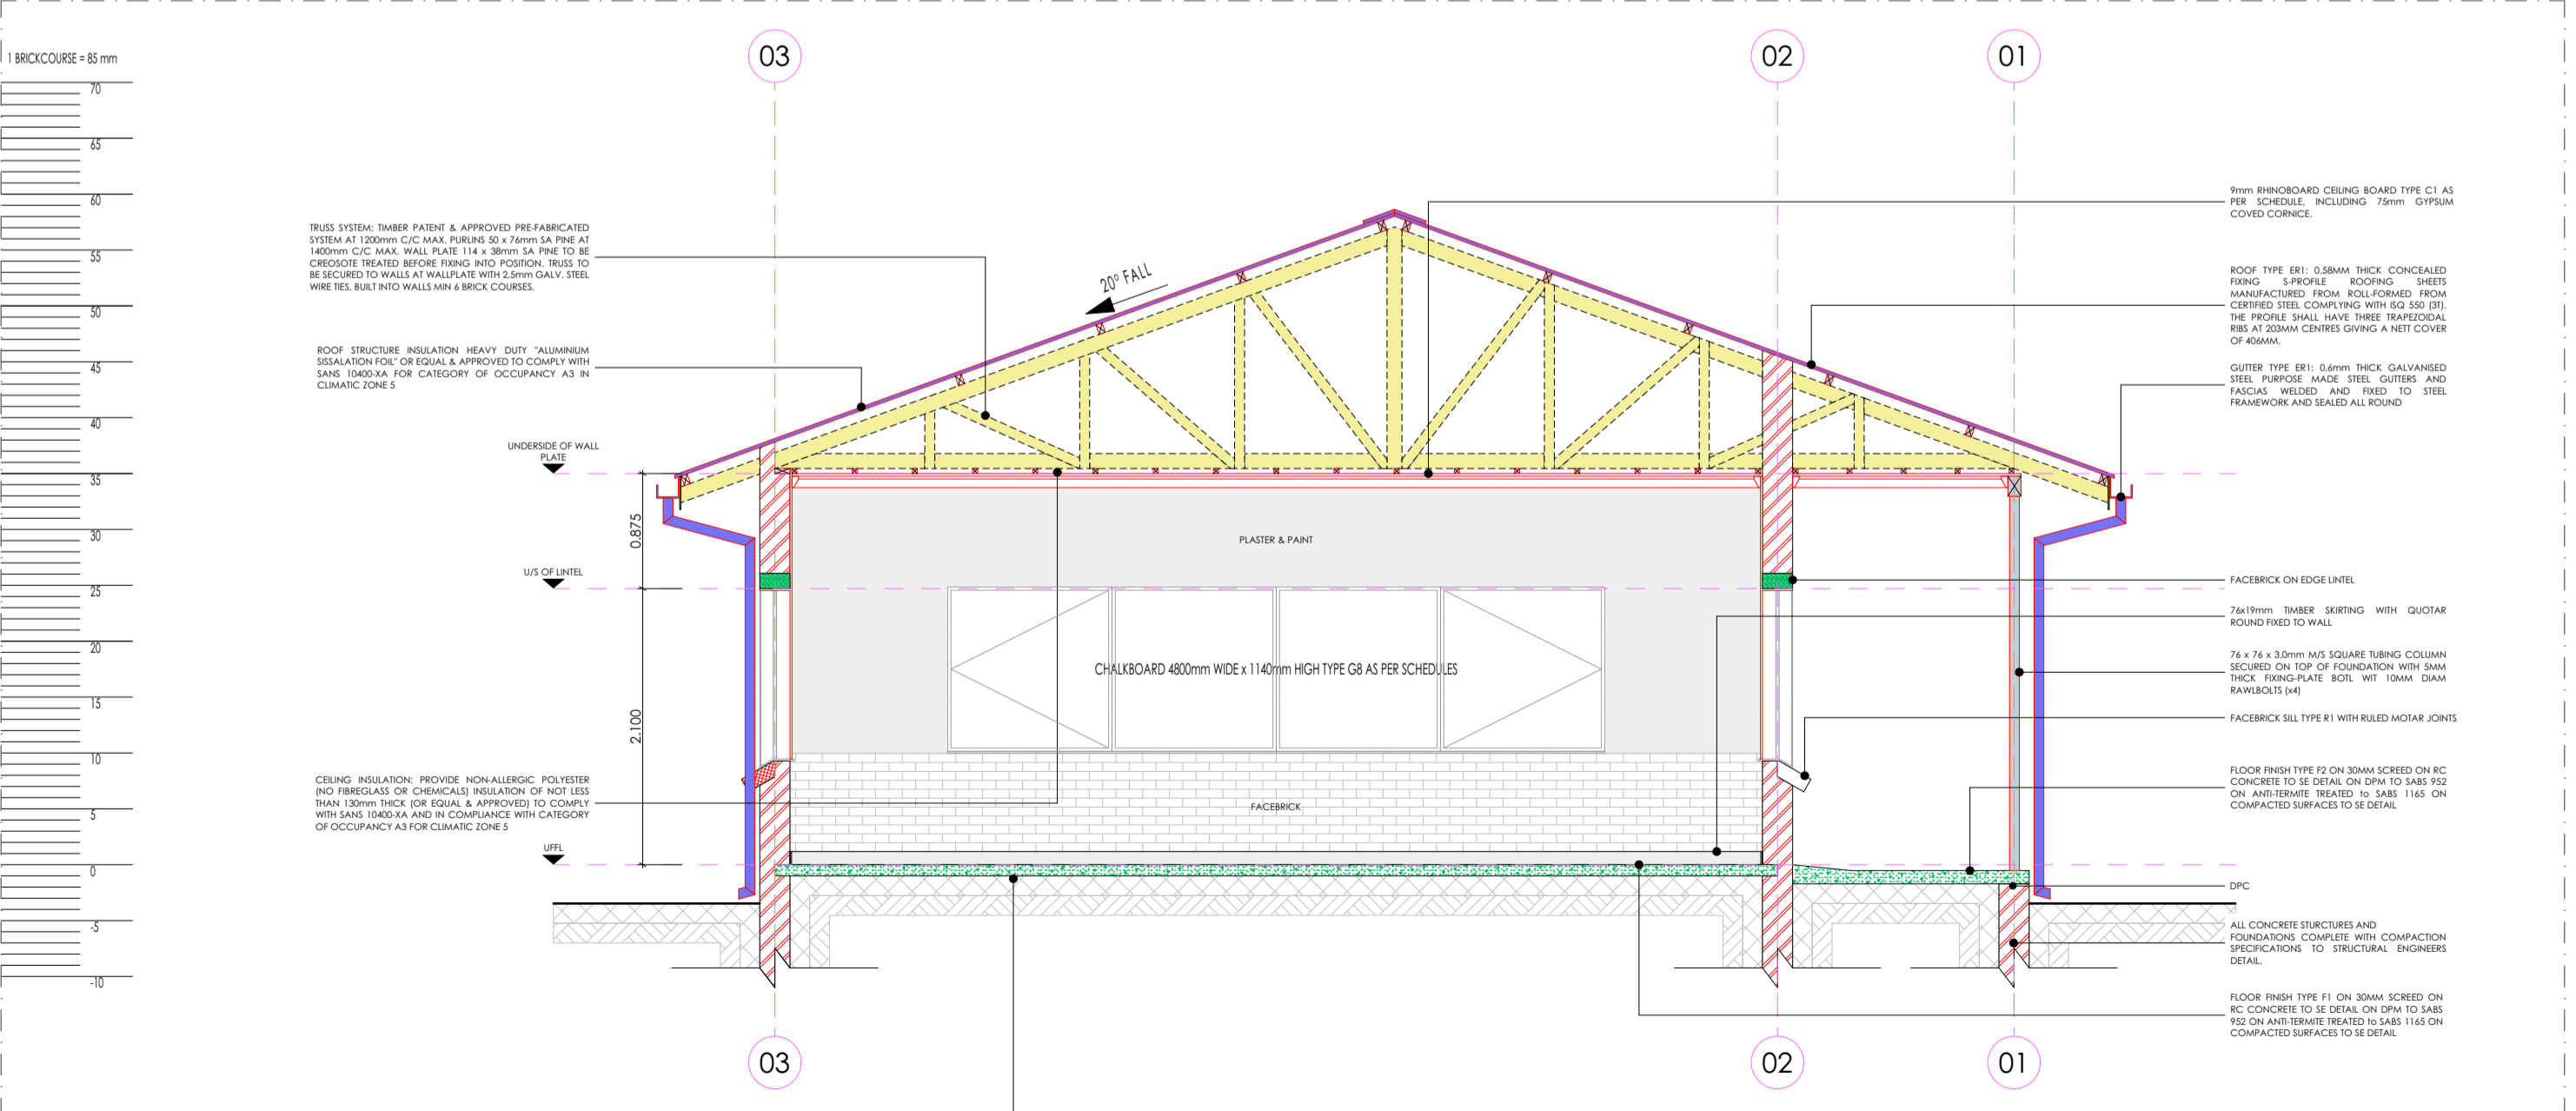 03
02
01
1 BRICKCOURSE = 85 mm
70
65
60
55
50
45
40
35
30
25
20
15
10
5
0
-5
-10
TRUSS SYSTEM: TIMBER PATENT & APPROVED PRE-FABRICATED
SYSTEM AT 1200mm C/C MAX. PURLINS 50 x 76mm SA PINE AT
1400mm C/C MAX. WALL PLATE 114 x 38mm SA PINE TO BE
CREOSOTE TREATED BEFORE FIXING INTO POSITION. TRUSS TO
BE SECURED TO WALLS AT WALLPLATE WITH 2,5mm GALV. STEEL
WIRE TIES, BUILT INTO WALLS MIN 6 BRICK COURSES.
ROOF STRUCTURE INSULATION HEAVY DUTY "ALUMINIUM
SISSALATION FOIL" OR EQUAL & APPROVED TO COMPLY WITH
SANS 10400-XA FOR CATEGORY OF OCCUPANCY A3 IN
CLIMATIC ZONE 5
UNDERSIDE OF WALL
PLATE
0.875
U/S OF LINTEL
2.100
CEILING INSULATION: PROVIDE NON-ALLERGIC POLYESTER
(NO FIBREGLASS OR CHEMICALS) INSULATION OF NOT LESS
THAN 130mm THICK (OR EQUAL & APPROVED) TO COMPLY
WITH SANS 10400-XA AND IN COMPLIANCE WITH CATEGORY
OF OCCUPANCY A3 FOR CLIMATIC ZONE 5
UFFL
20° FALL
PLASTER & PAINT
CHALKBOARD 4800mm WIDE x 1140mm HIGH TYPE G8 AS PER SCHEDULES
FACEBRICK
9mm RHINOBOARD CEILING BOARD TYPE C1 AS
PER SCHEDULE, INCLUDING 75mm GYPSUM
COVED CORNICE.
ROOF TYPE ER1: 0.58MM THICK CONCEALED
FIXING S-PROFILE ROOFING SHEETS
MANUFACTURED FROM ROLL-FORMED FROM
CERTIFIED STEEL COMPLYING WITH ISQ 550 (3T).
THE PROFILE SHALL HAVE THREE TRAPEZOIDAL
RIBS AT 203MM CENTRES GIVING A NETT COVER
OF 406MM.
GUTTER TYPE ER1: 0,6mm THICK GALVANISED
STEEL PURPOSE MADE STEEL GUTTERS AND
FASCIAS WELDED AND FIXED TO STEEL
FRAMEWORK AND SEALED ALL ROUND
FACEBRICK ON EDGE LINTEL
76x19mm TIMBER SKIRTING WITH QUOTAR
ROUND FIXED TO WALL
76 x 76 x 3,0mm M/S SQUARE TUBING COLUMN
SECURED ON TOP OF FOUNDATION WITH 5MM
THICK FIXING-PLATE BOTL WIT 10MM DIAM
RAWLBOLTS (x4)
FACEBRICK SILL TYPE R1 WITH RULED MOTAR JOINTS
FLOOR FINISH TYPE F2 ON 30MM SCREED ON RC
CONCRETE TO SE DETAIL ON DPM TO SABS 952
ON ANTI-TERMITE TREATED to SABS 1165 ON
COMPACTED SURFACES TO SE DETAIL
DPC
ALL CONCRETE STURCTURES AND
FOUNDATIONS COMPLETE WITH COMPACTION
SPECIFICATIONS TO STRUCTURAL ENGINEERS
DETAIL.
FLOOR FINISH TYPE F1 ON 30MM SCREED ON
RC CONCRETE TO SE DETAIL ON DPM TO SABS
952 ON ANTI-TERMITE TREATED to SABS 1165 ON
COMPACTED SURFACES TO SE DETAIL
03
02
01